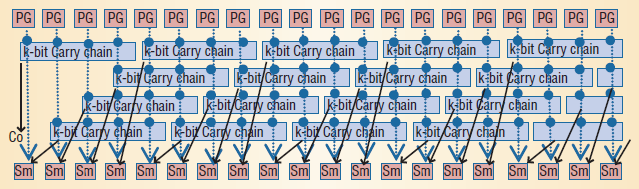 PG PG PG PG PG PG PG PG PG PG PG PG PG PG PG PG PG PG PG PG
k-bit Carry chain k-bit Carry chain k-bit Carry chain k-bit Carry chain k-bit Carry chain
k-bit Carry chain k-bit Carry chain k-bit Carry chain k-bit Carry chain
k-bit Carry chain k-bit Carry chain k-bit Carry chain k-bit Carry chain
Co k-bit Carry chain k-bit Carry chain k-bit Carry chain k-bit Carry chain
Sm Sm Sm Sm Sm Sm Sm Sm Sm Sm Sm Sm Sm Sm Sm Sm Sm Sm Sm Sm